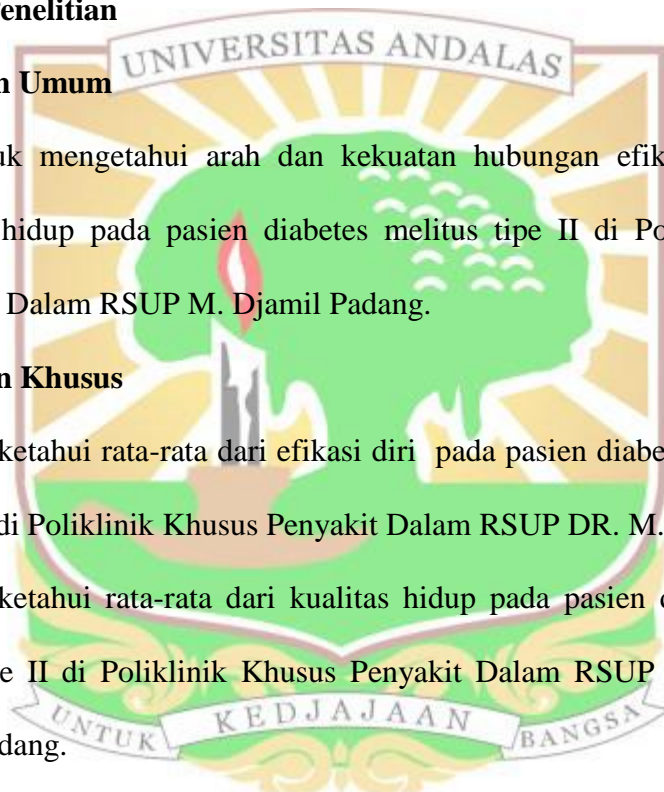 Penelitian
UNIVERSITAS ANDALAS
n Umum
uk mengetahui arah dan kekuatan hubungan efik
hidup pada pasien diabetes melitus tipe II di Po
Dalam RSUP M. Djamil Padang.
n Khusus
ketahui rata-rata dari efikasi diri pada pasien diabe
di Poliklinik Khusus Penyakit Dalam RSUP DR. M.
ketahui rata-rata dari kualitas hidup pada pasien
e II di Poliklinik Khusus Penyakit Dalam RSUP
UNTUK KEDJAJAAN BANGSA
dang.